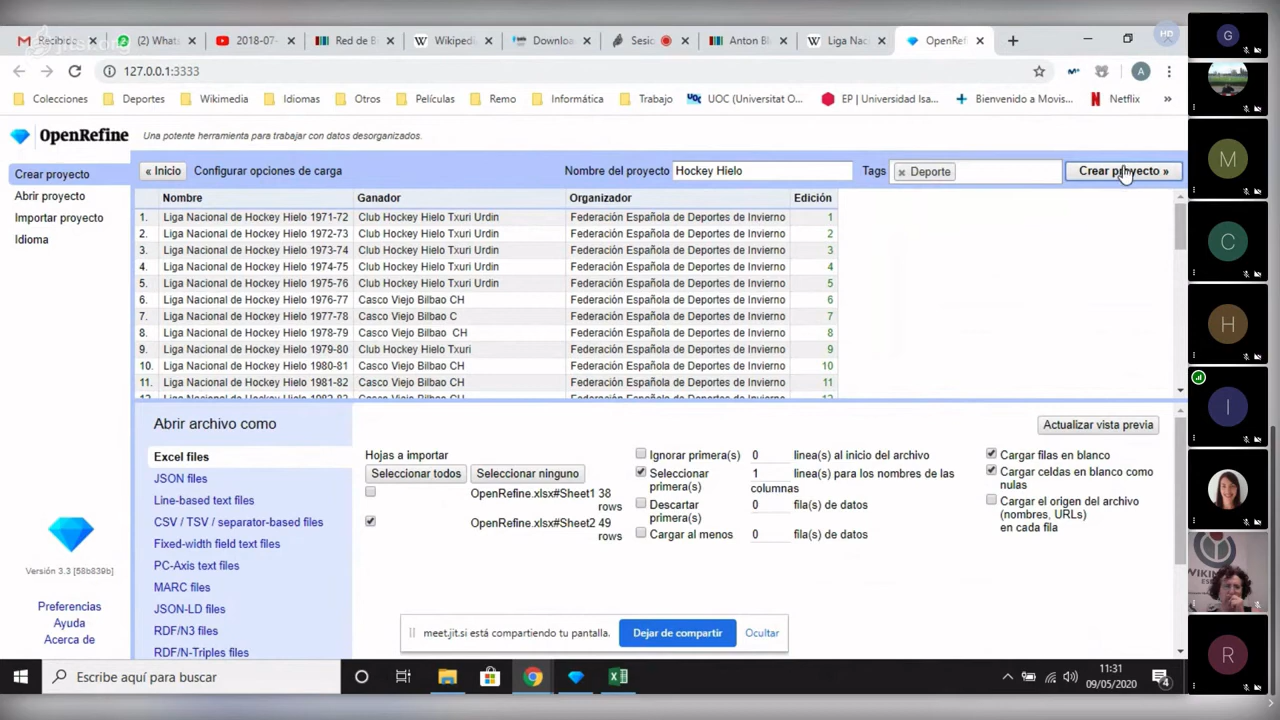 Recibidos
jitsi.org
(2) Whats
2018-07-
Red de B
Wikipe
Downloa
Sesic
Anton Bl
Liga Nac
OpenRefi
HD
127.0.0.1:3333
A
Colecciones
Deportes
Wikimedia
Idiomas
Otros
Películas
Remo
Informática
Trabajo
UOC (Universitat O...
EP | Universidad Isa...
Bienvenido a Movis...
Netflix
»
OpenRefine
Una potente herramienta para trabajar con datos desorganizados.
Crear proyecto
Abrir proyecto
Importar proyecto
Idioma
« Inicio
Configurar opciones de carga
Nombre del proyecto
Hockey Hielo
Tags
Deporte
Crear proyecto »
Nombre Ganador Organizador Edición
1. Liga Nacional de Hockey Hielo 1971-72 Club Hockey Hielo Txuri Urdin Federación Española de Deportes de Invierno 1
2. Liga Nacional de Hockey Hielo 1972-73 Club Hockey Hielo Txuri Urdin Federación Española de Deportes de Invierno 2
3. Liga Nacional de Hockey Hielo 1973-74 Club Hockey Hielo Txuri Urdin Federación Española de Deportes de Invierno 3
4. Liga Nacional de Hockey Hielo 1974-75 Club Hockey Hielo Txuri Urdin Federación Española de Deportes de Invierno 4
5. Liga Nacional de Hockey Hielo 1975-76 Club Hockey Hielo Txuri Urdin Federación Española de Deportes de Invierno 5
6. Liga Nacional de Hockey Hielo 1976-77 Casco Viejo Bilbao CH Federación Española de Deportes de Invierno 6
7. Liga Nacional de Hockey Hielo 1977-78 Casco Viejo Bilbao C Federación Española de Deportes de Invierno 7
8. Liga Nacional de Hockey Hielo 1978-79 Casco Viejo Bilbao  CH Federación Española de Deportes de Invierno 8
9. Liga Nacional de Hockey Hielo 1979-80 Club Hockey Hielo Txuri Federación Española de Deportes de Invierno 9
10. Liga Nacional de Hockey Hielo 1980-81 Casco Viejo Bilbao CH Federación Española de Deportes de Invierno 10
11. Liga Nacional de Hockey Hielo 1981-82 Casco Viejo Bilbao CH Federación Española de Deportes de Invierno 11
Abrir archivo como
Excel files
JSON files
Line-based text files
CSV / TSV / separator-based files
Fixed-width field text files
PC-Axis text files
MARC files
JSON-LD files
RDF/N3 files
RDF/N-Triples files
Hojas a importar
Seleccionar todos
Seleccionar ninguno
OpenRefine.xlsx#Sheet1 38
rows
OpenRefine.xlsx#Sheet2 49
rows
Ignorar primera(s) 0 linea(s) al inicio del archivo
Seleccionar 1 linea(s) para los nombres de las
primera(s) columnas
Descartar 0 fila(s) de datos
primera(s)
Cargar al menos 0 fila(s) de datos
Actualizar vista previa
Cargar filas en blanco
Cargar celdas en blanco como
nulas
Cargar el origen del archivo
(nombres, URLs)
en cada fila
Versión 3.3 [58b839b]
Preferencias
Ayuda
Acerca de
meet.jit.si está compartiendo tu pantalla.
Dejar de compartir
Ocultar
Escribe aquí para buscar
11:31
09/05/2020
4
G
M
C
H
I
WIKIM
ESP
R